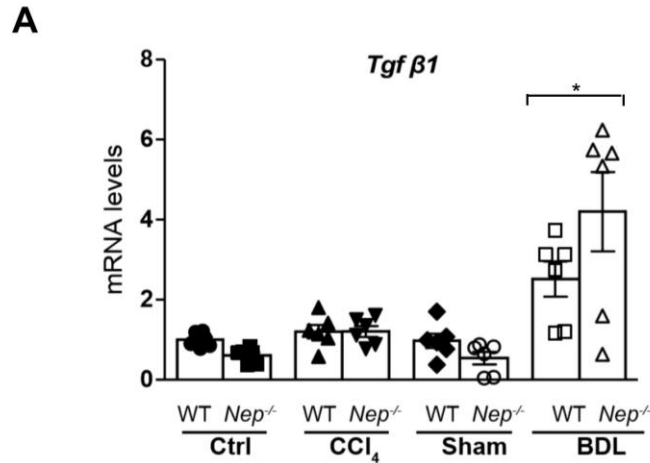 A
Tgf β1
*
mRNA levels
8
6
4
2
0
WT Nep-/- WT Nep-/- WT Nep-/- WT Nep-/-
Ctrl CCl4 Sham BDL